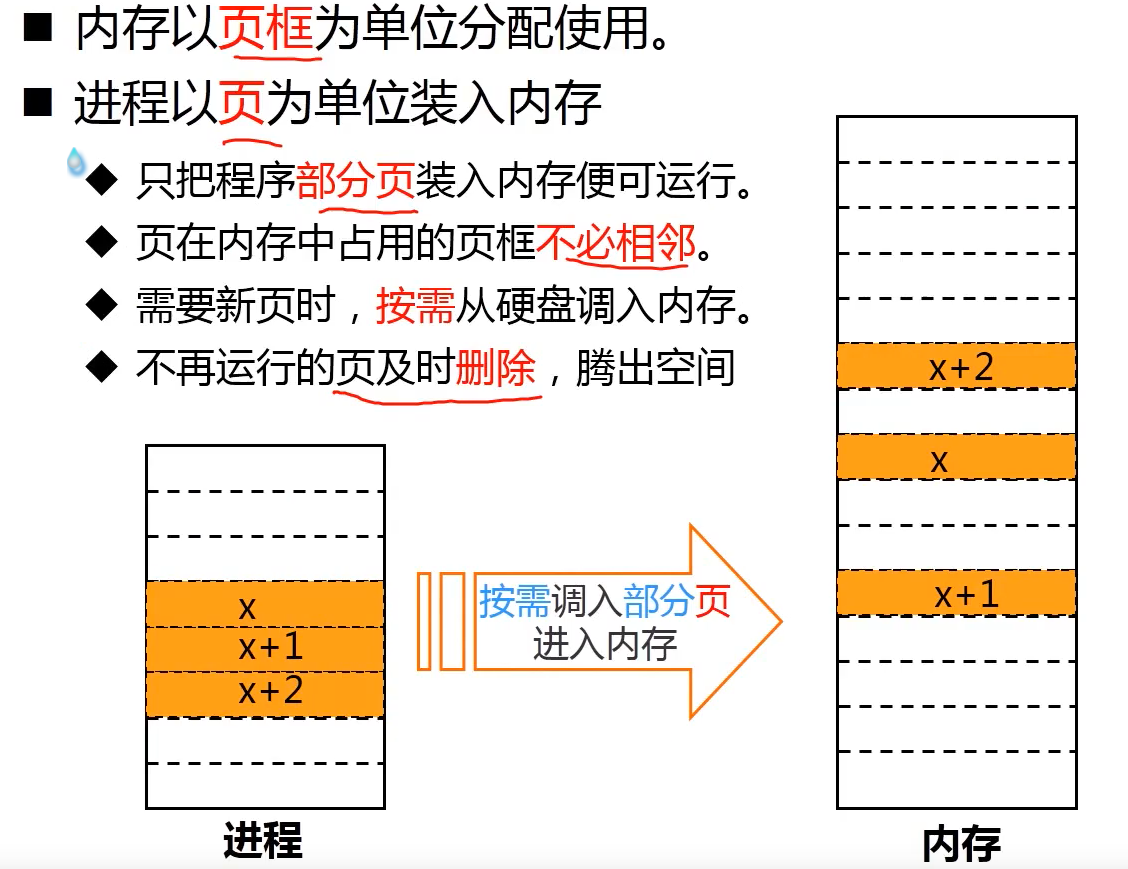 ■ 内存以页框为单位分配使用。
■ 进程以页为单位装入内存
◆ 只把程序部分页装入内存便可运行。
◆ 页在内存中占用的页框不必相邻。
◆ 需要新页时，按需从硬盘调入内存。
◆ 不再运行的页及时删除，腾出空间
x
x+1
x+2
进程
按需调入部分页
进入内存
x+2
x
x+1
内存